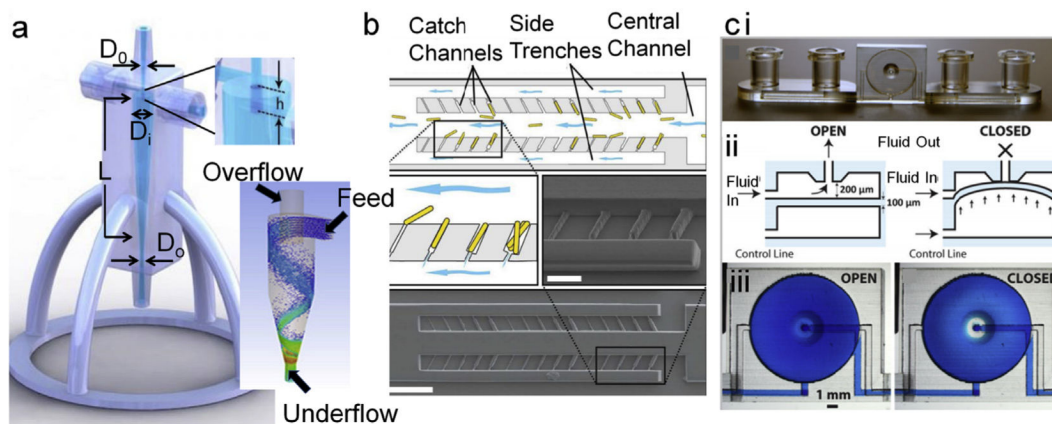 a
D0
h
Di
L
Do
Overflow
Feed
Underflow
b
Catch
Channels
Side
Trenches
Central
Channel
c i
ii
OPEN
Fluid Out
CLOSED
Fluid
In
200 µm
Fluid In
100 µm
Control Line
Control Line
iii
OPEN
CLOSED
1 mm